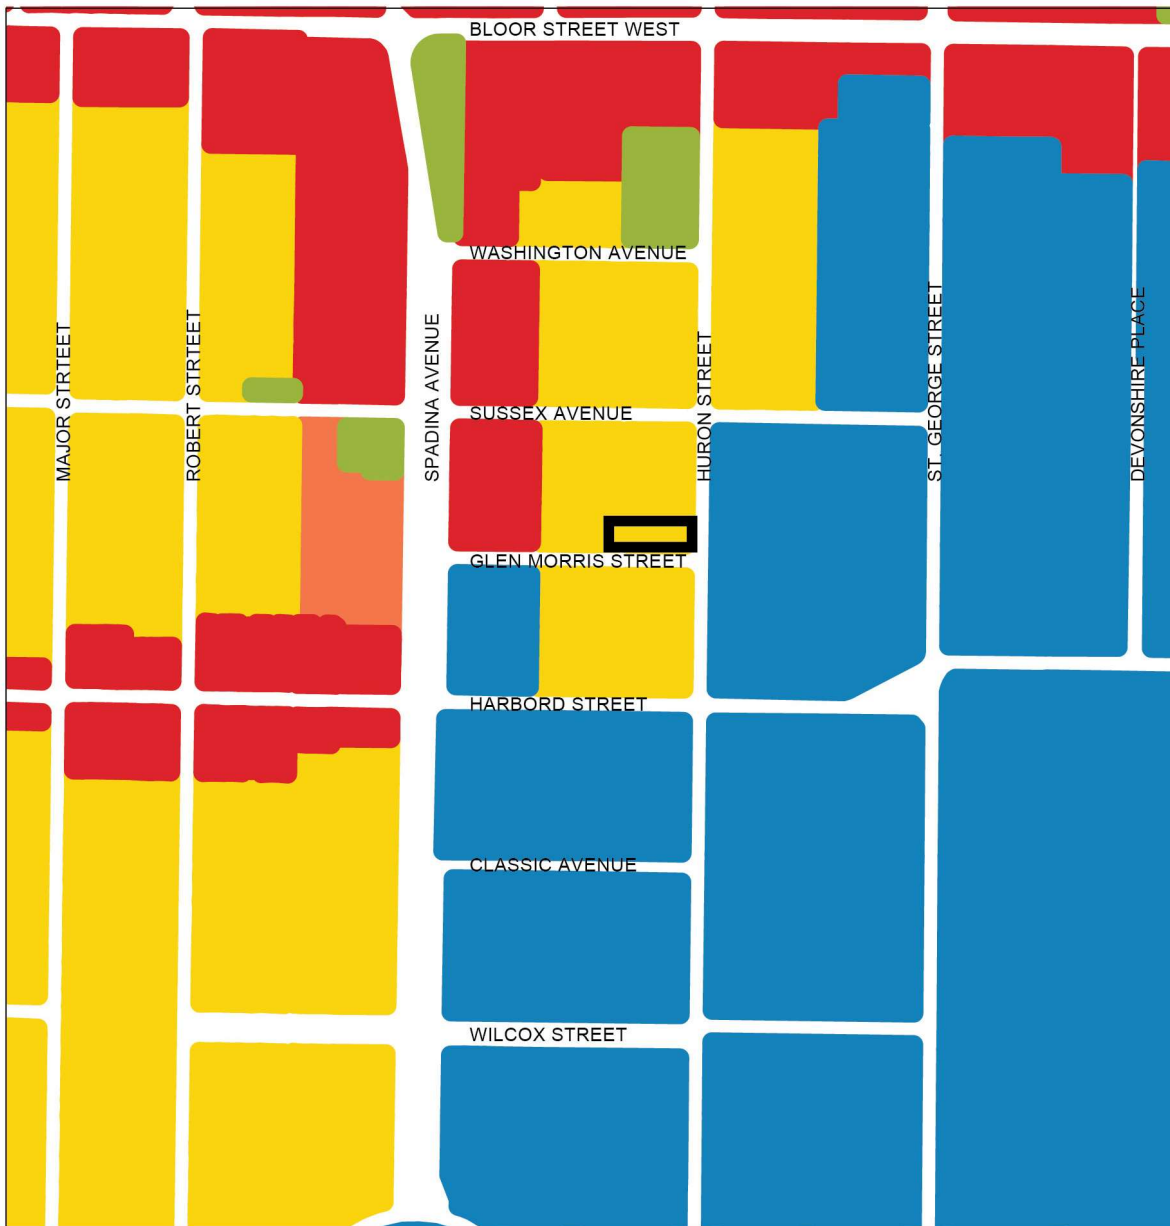 BLOOR STREET WEST
WASHINGTON AVENUE
SUSSEX AVENUE
GLEN MORRIS STREET
HARBORD STREET
CLASSIC AVENUE
WILCOX STREET
MAJOR STRTEET
ROBERT STRTEET
SPADINA AVENUE
HURON STREET
ST. GEORGE STREET
DEVONSHIRE PLACE